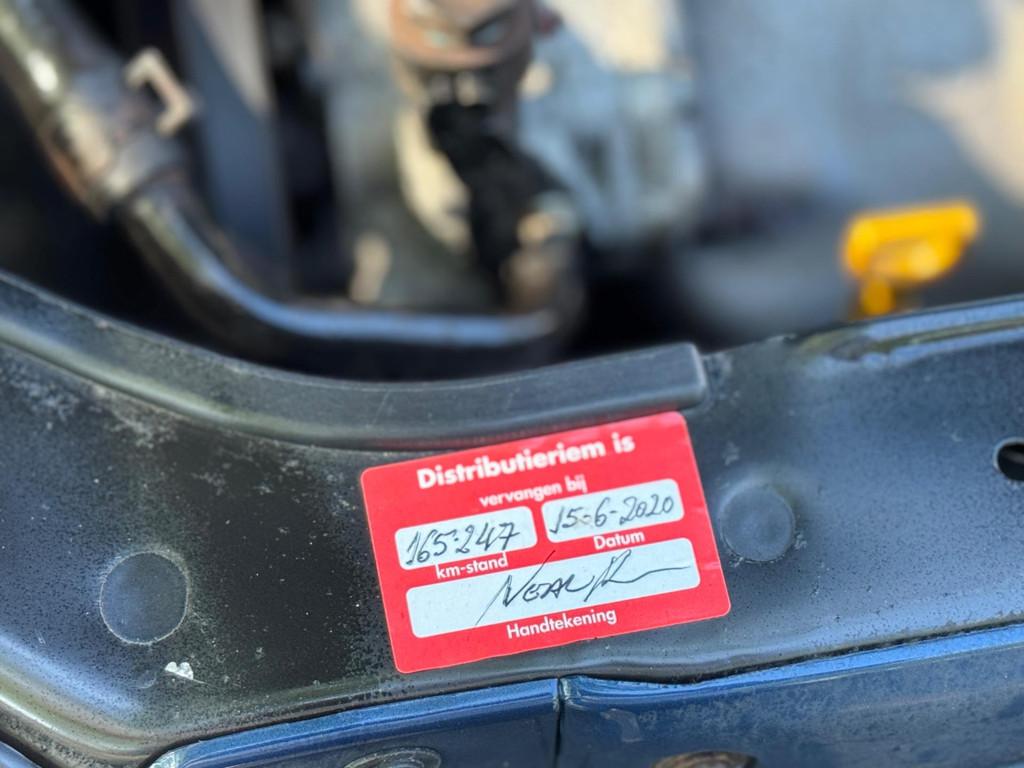 Distributieriem is
vervangen bij
165.247 15-6-2020
km-stand Datum
Handtekening